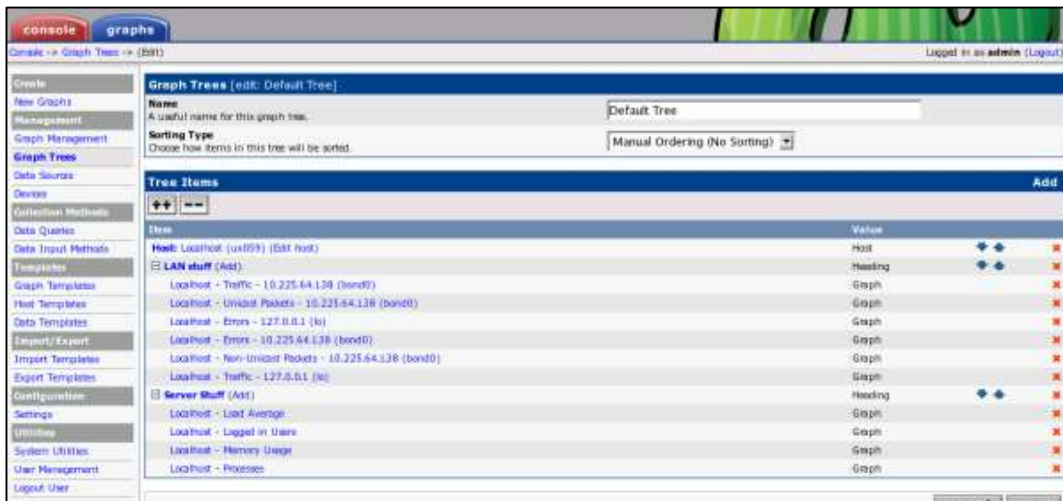 console graphs
Console -> Graph Trees -> (Edit)
Logged in as admin (Logout)
Create
New Graphs
Management
Graph Management
Graph Trees
Data Sources
Devices
Collection Methods
Data Queries
Data Input Methods
Templates
Graph Templates
Host Templates
Data Templates
Import/Export
Import Templates
Export Templates
Configuration
Settings
Utilities
System Utilities
User Management
Logout User
Graph Trees [edit: Default Tree]
Name
A useful name for this graph tree.
Default Tree
Sorting Type
Choose how items in this tree will be sorted.
Manual Ordering (No Sorting)
Tree Items Add
++ --
Item Value
Host: Localhost (ux059) (Edit host) Host
LAN stuff (Add) Heading
Localhost - Traffic - 10.225.64.138 (bond0) Graph
Localhost - Unicast Packets - 10.225.64.138 (bond0) Graph
Localhost - Errors - 127.0.0.1 (lo) Graph
Localhost - Errors - 10.225.64.138 (bond0) Graph
Localhost - Non-Unicast Packets - 10.225.64.138 (bond0) Graph
Localhost - Traffic - 127.0.0.1 (lo) Graph
Server Stuff (Add) Heading
Localhost - Load Average Graph
Localhost - Logged in Users Graph
Localhost - Memory Usage Graph
Localhost - Processes Graph